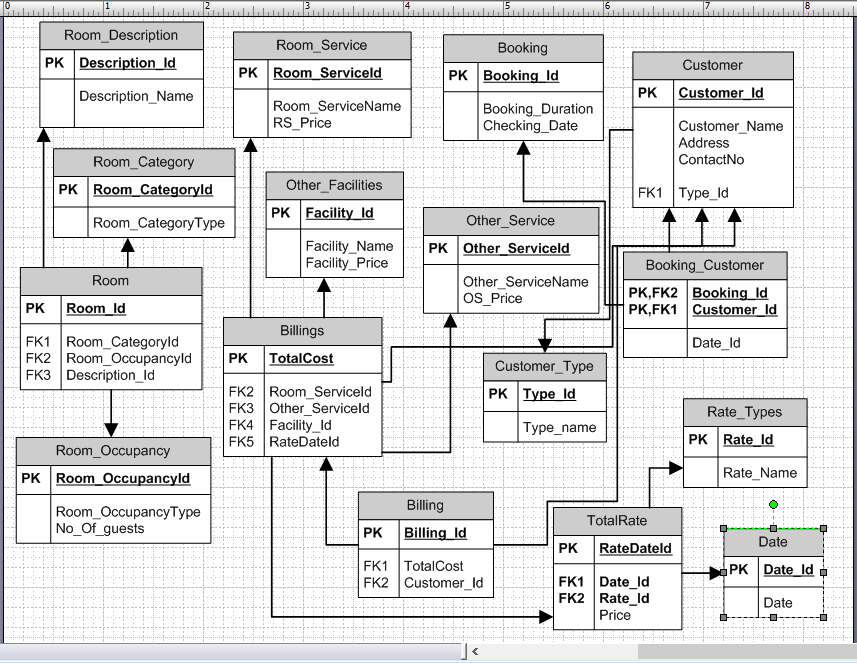 0 1 2 3 4 5 6 7 8
Room_Description
PK Description_Id
Description_Name
Room_Service
PK Room_ServiceId
Room_ServiceName
RS_Price
Booking
PK Booking_Id
Booking_Duration
Checking_Date
Customer
PK Customer_Id
Customer_Name
Address
ContactNo
FK1 Type_Id
Room_Category
PK Room_CategoryId
Room_CategoryType
Other_Facilities
PK Facility_Id
Facility_Name
Facility_Price
Other_Service
PK Other_ServiceId
Other_ServiceName
OS_Price
Booking_Customer
PK,FK2 Booking_Id
PK,FK1 Customer_Id
Date_Id
Room
PK Room_Id
FK1 Room_CategoryId
FK2 Room_OccupancyId
FK3 Description_Id
Billings
PK TotalCost
FK2 Room_ServiceId
FK3 Other_ServiceId
FK4 Facility_Id
FK5 RateDateId
Customer_Type
PK Type_Id
Type_name
Rate_Types
PK Rate_Id
Rate_Name
Room_Occupancy
PK Room_OccupancyId
Room_OccupancyType
No_Of_guests
Billing
PK Billing_Id
FK1 TotalCost
FK2 Customer_Id
TotalRate
PK RateDateId
FK1 Date_Id
FK2 Rate_Id
Price
Date
PK Date_Id
Date